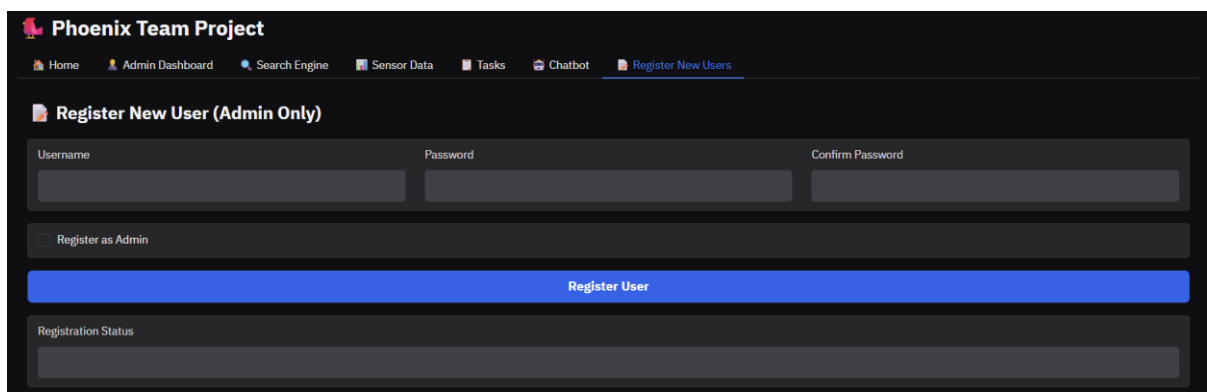 Phoenix Team Project
Home Admin Dashboard Search Engine Sensor Data Tasks Chatbot Register New Users
Register New User (Admin Only)
Username Password Confirm Password
Register as Admin
Register User
Registration Status